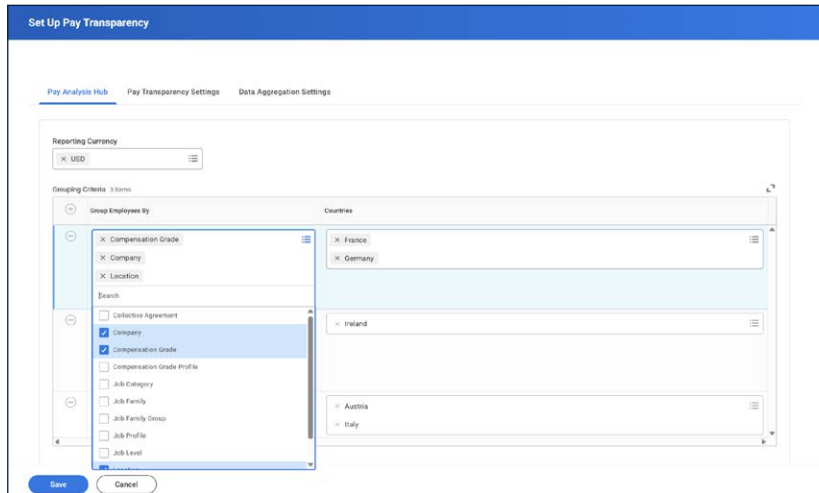 Set Up Pay Transparency
Pay Analysis Hub Pay Transparency Settings Data Aggregation Settings
Reporting Currency
× USD
Grouping Criteria 3 items
Group Employees By Countries
× Compensation Grade
× Company
× Location
× France
× Germany
Search
Collective Agreement
Company
Compensation Grade
Compensation Grade Profile
Job Category
Job Family
Job Family Group
Job Profile
Job Level
Location
× Ireland
× Austria
× Italy
Save Cancel